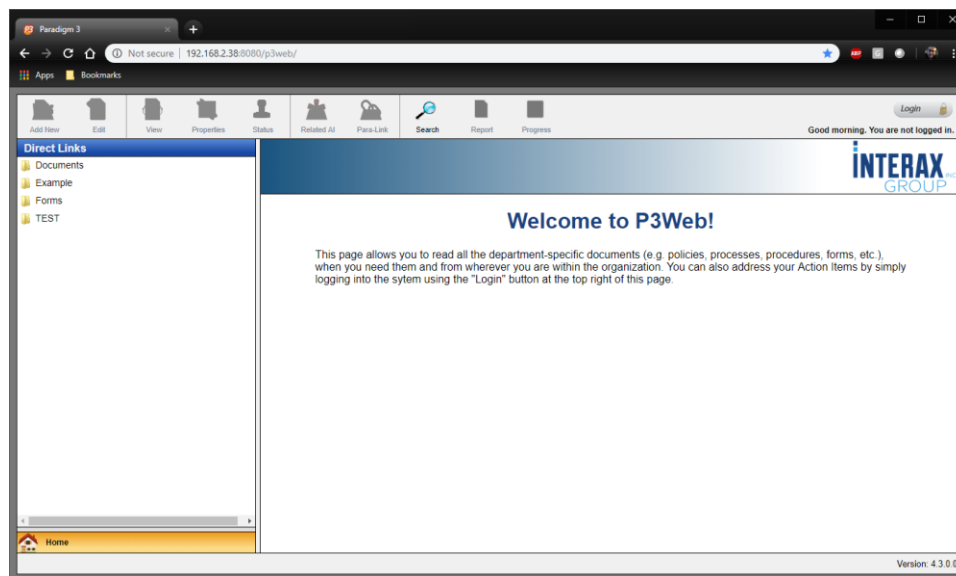 Paradigm 3
Not secure | 192.168.2.38:8080/p3web/
Apps Bookmarks
Add New Edit View Properties Status Related AI Para-Link Search Report Progress
Login
Good morning. You are not logged in.
Direct Links
Documents
Example
Forms
TEST
INTERAX
GROUP
Welcome to P3Web!
This page allows you to read all the department-specific documents (e.g. policies, processes, procedures, forms, etc.),
when you need them and from wherever you are within the organization. You can also address your Action Items by simply
logging into the sytem using the "Login" button at the top right of this page.
Home
Version: 4.3.0.0